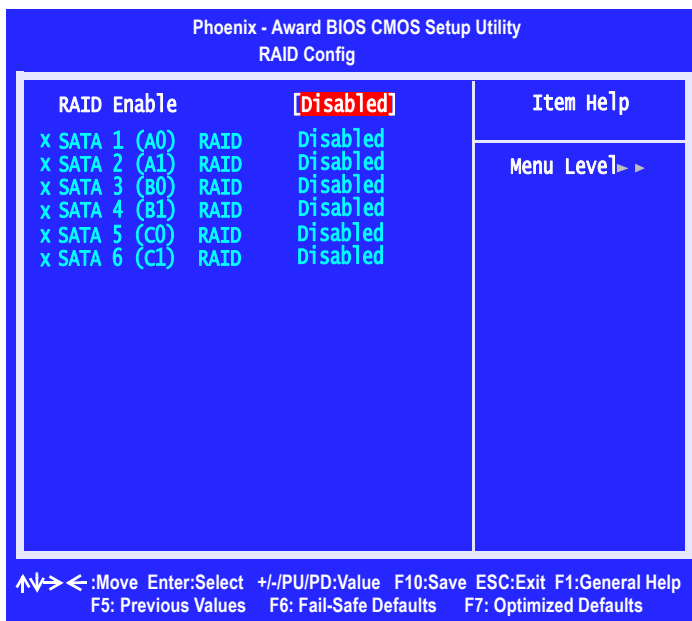 Phoenix - Award BIOS CMOS Setup Utility
RAID Config
RAID Enable [Disabled]
X SATA 1 (A0) RAID Disabled
X SATA 2 (A1) RAID Disabled
X SATA 3 (B0) RAID Disabled
X SATA 4 (B1) RAID Disabled
X SATA 5 (C0) RAID Disabled
X SATA 6 (C1) RAID Disabled
Item Help
Menu Level► ►
↑↓→←:Move Enter:Select +/-/PU/PD:Value F10:Save ESC:Exit F1:General Help
F5: Previous Values F6: Fail-Safe Defaults F7: Optimized Defaults